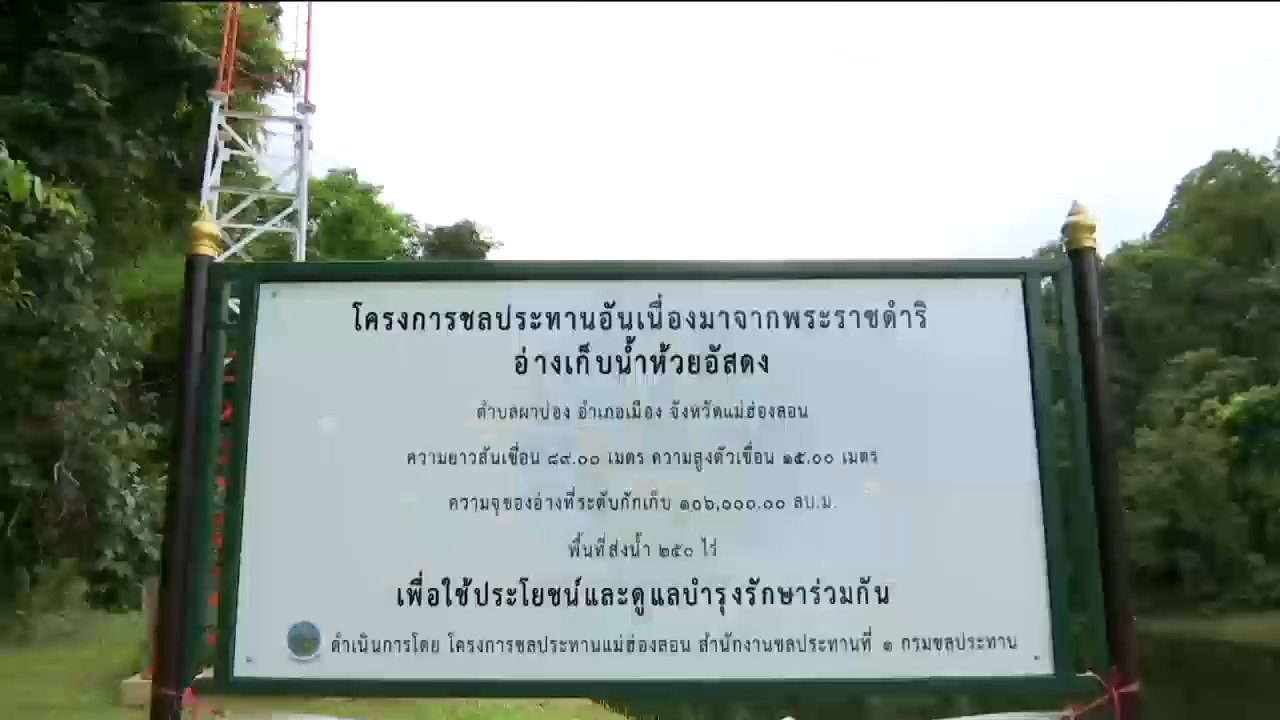 โครงการชลประทานอันเนื่องมาจากพระราชดำริ
อ่างเก็บน้ำห้วยอัสดง
ตำบลผาบ่อง อำเภอเมือง จังหวัดแม่ฮ่องสอน
ความยาวสันเขื่อน ๘๙.๐๐ เมตร ความสูงตัวเขื่อน ๑๕.๐๐ เมตร
ความจุของอ่างที่ระดับกักเก็บ ๑๐๖,๐๐๐.๐๐ ลบ.ม.
พื้นที่ส่งน้ำ ๒๕๐ ไร่
เพื่อใช้ประโยชน์และดูแลบำรุงรักษาร่วมกัน
ดำเนินการโดย โครงการชลประทานแม่ฮ่องสอน สำนักงานชลประทานที่ ๑ กรมชลประทาน